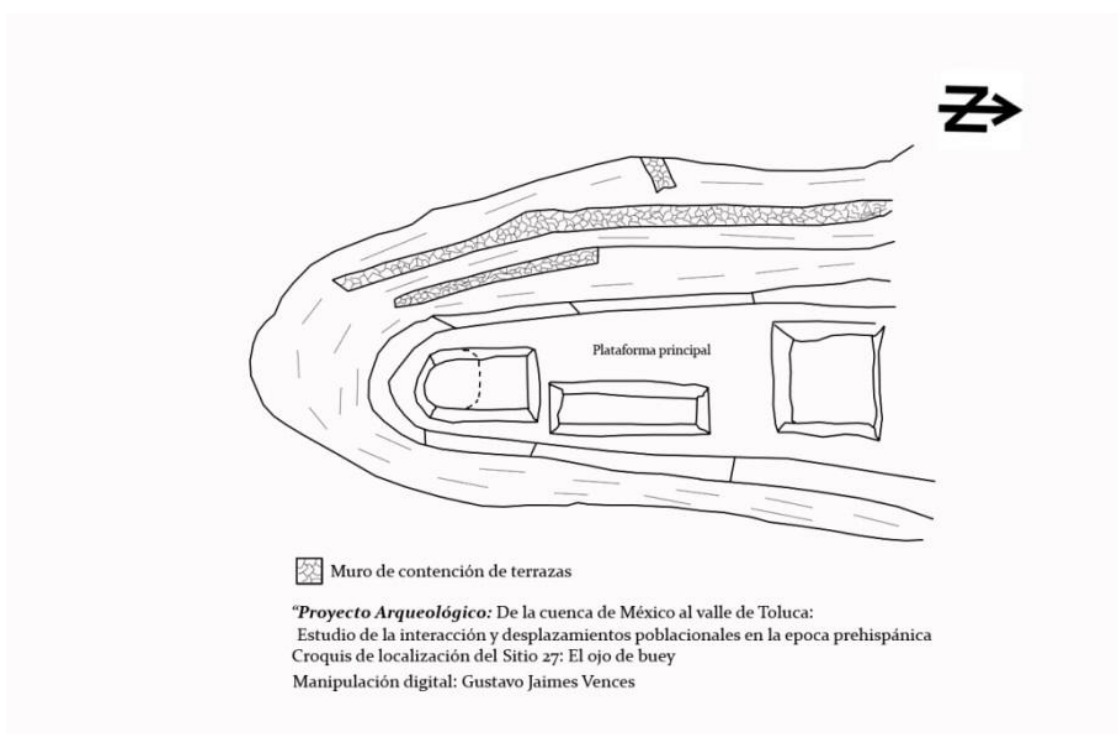 N
Plataforma principal
Muro de contención de terrazas
“Proyecto Arqueológico: De la cuenca de México al valle de Toluca:
Estudio de la interacción y desplazamientos poblacionales en la epoca prehispánica
Croquis de localización del Sitio 27: El ojo de buey
Manipulación digital: Gustavo Jaimes Vences